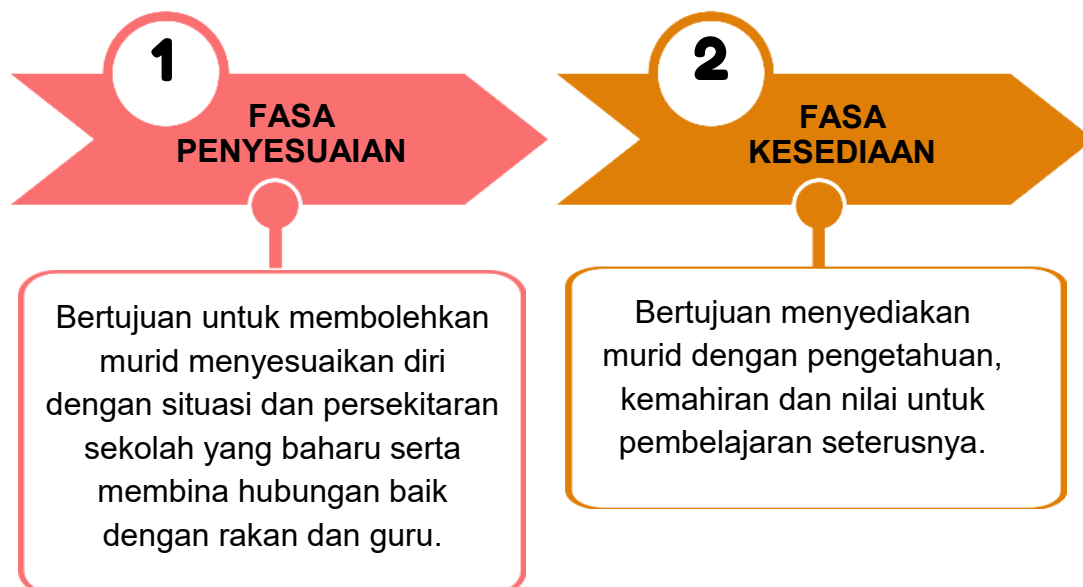 1
FASA
PENYESUAIAN
Bertujuan untuk membolehkan
murid menyesuaikan diri
dengan situasi dan persekitaran
sekolah yang baharu serta
membina hubungan baik
dengan rakan dan guru.
2
FASA
KESEDIAAN
Bertujuan menyediakan
murid dengan pengetahuan,
kemahiran dan nilai untuk
pembelajaran seterusnya.